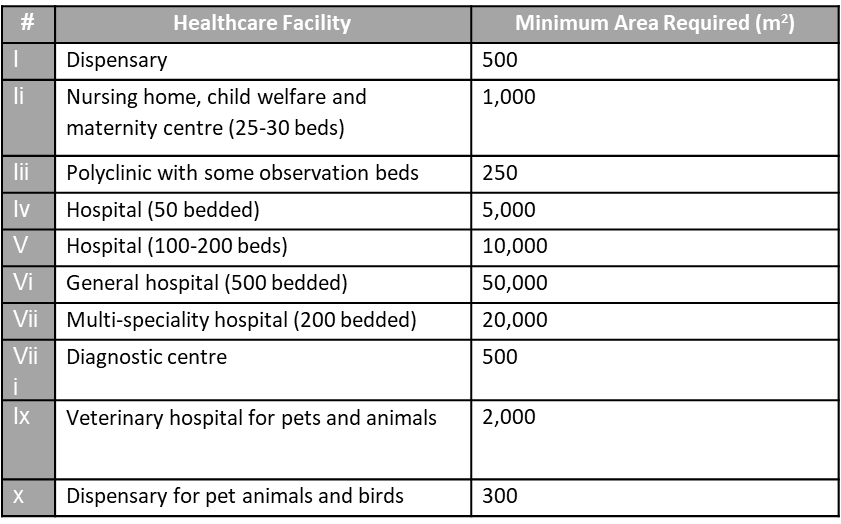 # Healthcare Facility Minimum Area Required (m²)
I Dispensary 500
Ii Nursing home, child welfare and 1,000
maternity centre (25-30 beds)
Iii Polyclinic with some observation beds 250
Iv Hospital (50 bedded) 5,000
V Hospital (100-200 beds) 10,000
Vi General hospital (500 bedded) 50,000
Vii Multi-speciality hospital (200 bedded) 20,000
Vii Diagnostic centre 500
i
Ix Veterinary hospital for pets and animals 2,000
x Dispensary for pet animals and birds 300